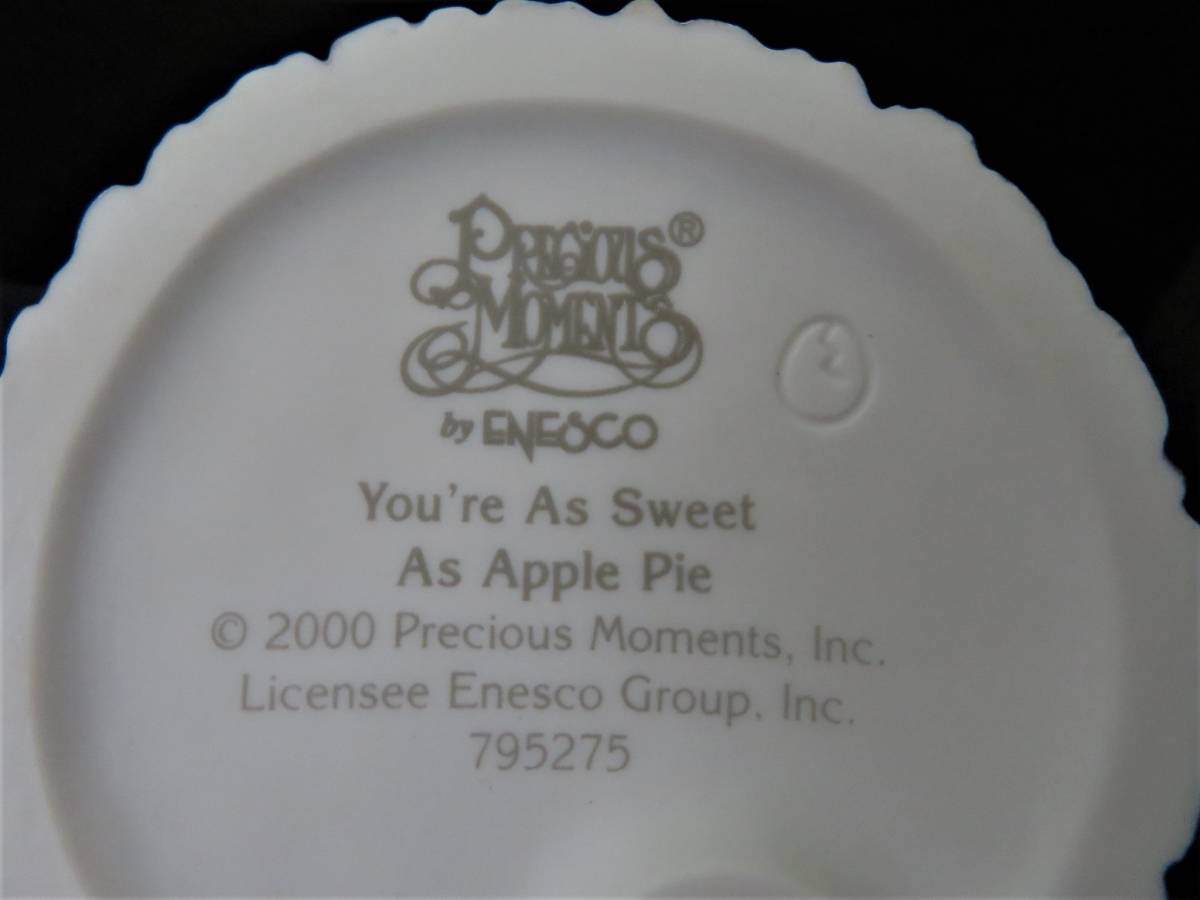 PRECIOUS®
MOMENTS
by ENESCO
You're As Sweet
As Apple Pie
© 2000 Precious Moments, Inc.
Licensee Enesco Group, Inc.
795275